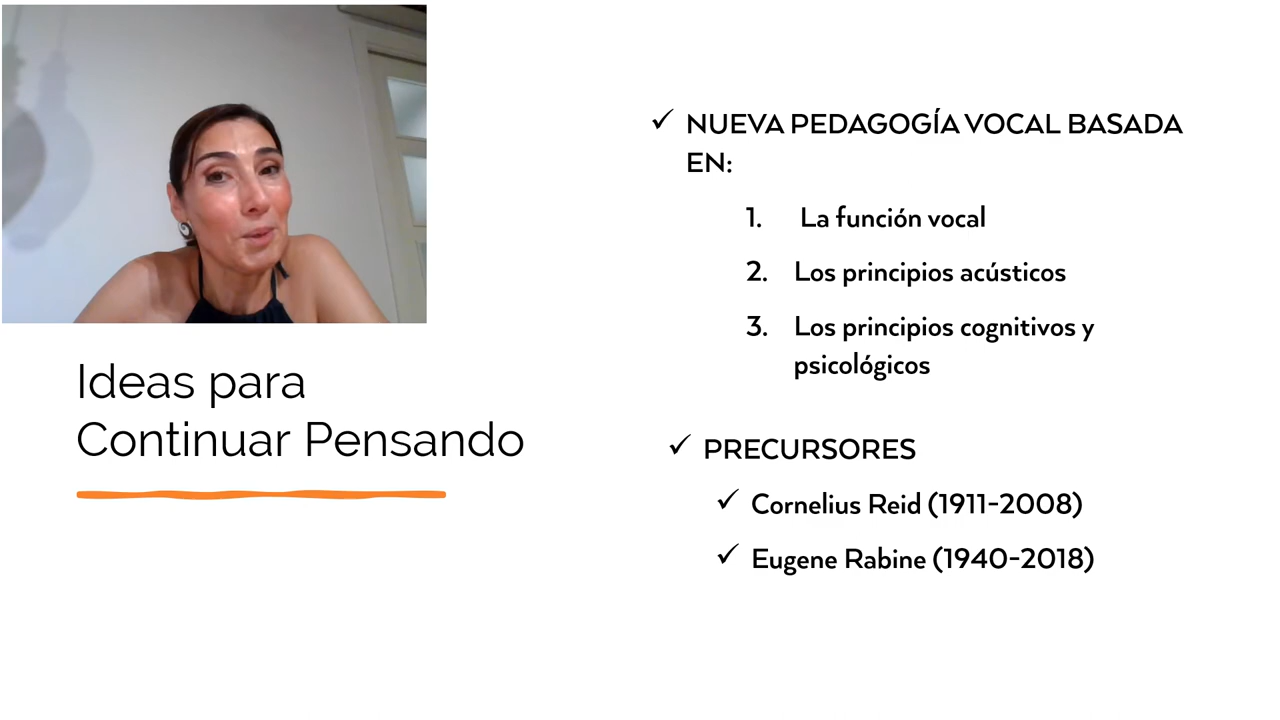 Ideas para
Continuar Pensando
✓ NUEVA PEDAGOGÍA VOCAL BASADA
EN:
1. La función vocal
2. Los principios acústicos
3. Los principios cognitivos y
psicológicos
✓ PRECURSORES
✓ Cornelius Reid (1911-2008)
✓ Eugene Rabine (1940-2018)